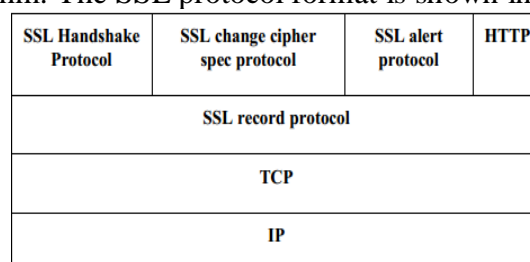 The SSL protocol format is shown in
SSL Handshake
Protocol
SSL change cipher
spec protocol
SSL alert
protocol
HTTP
SSL record protocol
TCP
IP